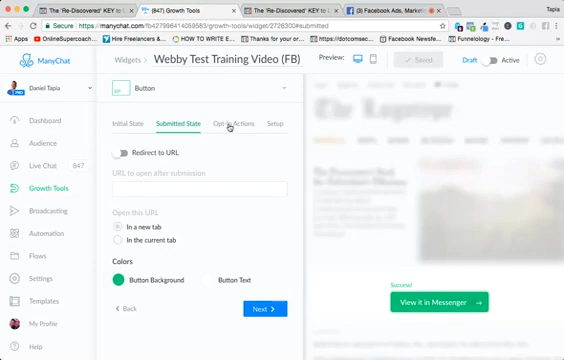 The 'Re-Discovered' KEY to
(847) Growth Tools
The 'Re-Discovered' KEY to
(3) Facebook Ads, Marketi
Tapia
Secure
https://manychat.com/fb427799141405958​3/growth-tools/widget/2726300#submitted
Apps
OnlineSupercoach
Hire Freelancers &
HOW TO WRITE E
Thanks for your or
https://dotcomsec
Facebook Newsfe
Funnelology - Fre
ManyChat
Widgets
Webby Test Training Video (FB)
Preview:
Saved
Draft
Active
Daniel Tapia
PRO
Button
Dashboard
Audience
Live Chat
847
Growth Tools
Broadcasting
Automation
Flows
Settings
Templates
My Profile
Help
Initial State
Submitted State
Opt-In Actions
Setup
Redirect to URL
URL to open after submission
Open this URL
In a new tab
In the current tab
Colors
Button Background
Button Text
Back
Next
Success!
View it in Messenger